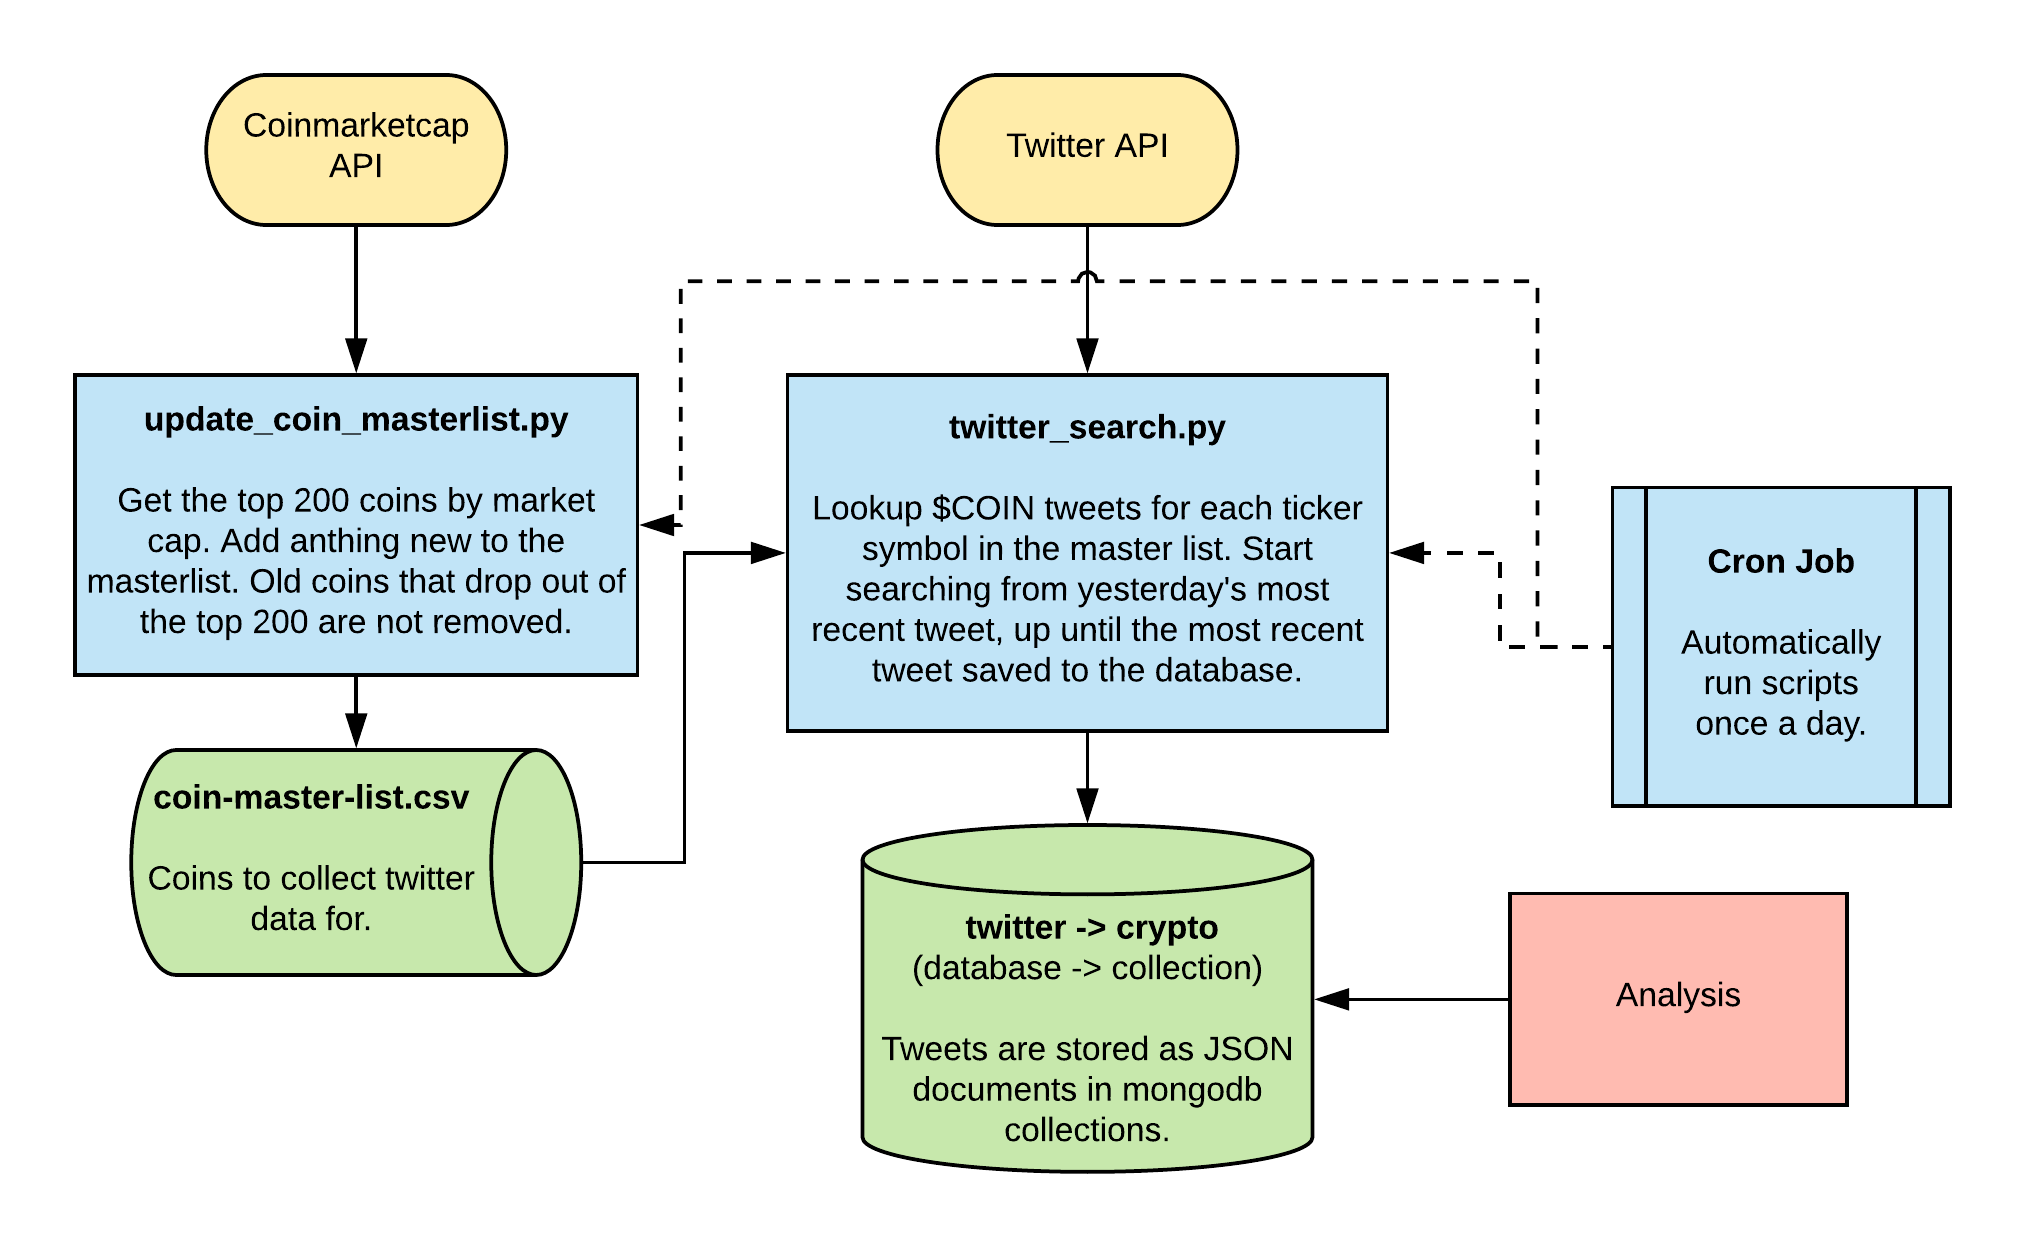 Coinmarketcap
API
Twitter API
update_coin_masterlist.py
Get the top 200 coins by market
cap. Add anthing new to the
masterlist. Old coins that drop out of
the top 200 are not removed.
twitter_search.py
Lookup $COIN tweets for each ticker
symbol in the master list. Start
searching from yesterday's most
recent tweet, up until the most recent
tweet saved to the database.
Cron Job
Automatically
run scripts
once a day.
coin-master-list.csv
Coins to collect twitter
data for.
twitter -> crypto
(database -> collection)
Tweets are stored as JSON
documents in mongodb
collections.
Analysis